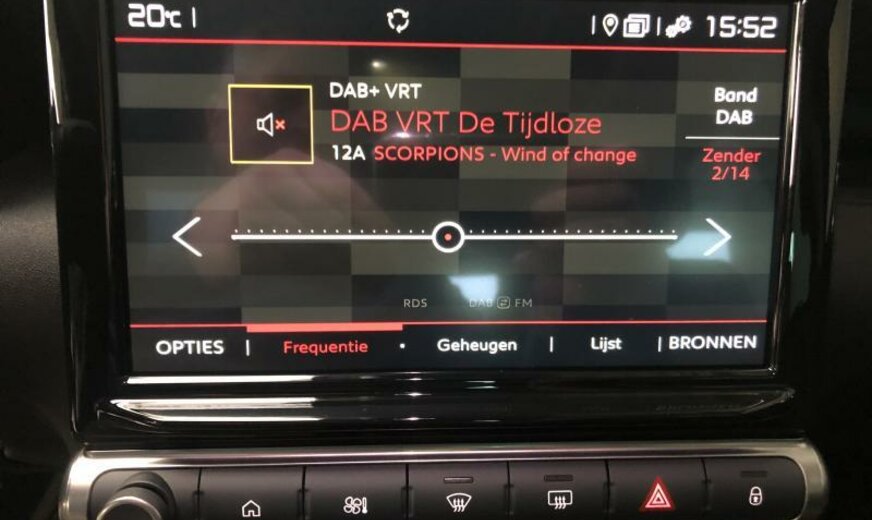 20°C
15:52
DAB+ VRT
DAB VRT De Tijdloze
12A SCORPIONS - Wind of change
Band
DAB
Zender
2/14
RDS
DAB FM
OPTIES | Frequentie • Geheugen | Lijst | BRONNEN